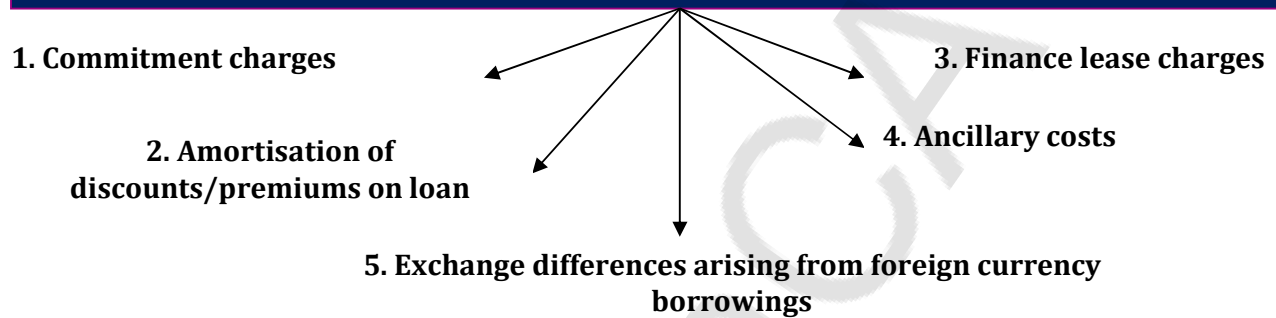 1. Commitment charges
3. Finance lease charges
4. Ancillary costs
2. Amortisation of
discounts/premiums on loan
5. Exchange differences arising from foreign currency
borrowings
CA